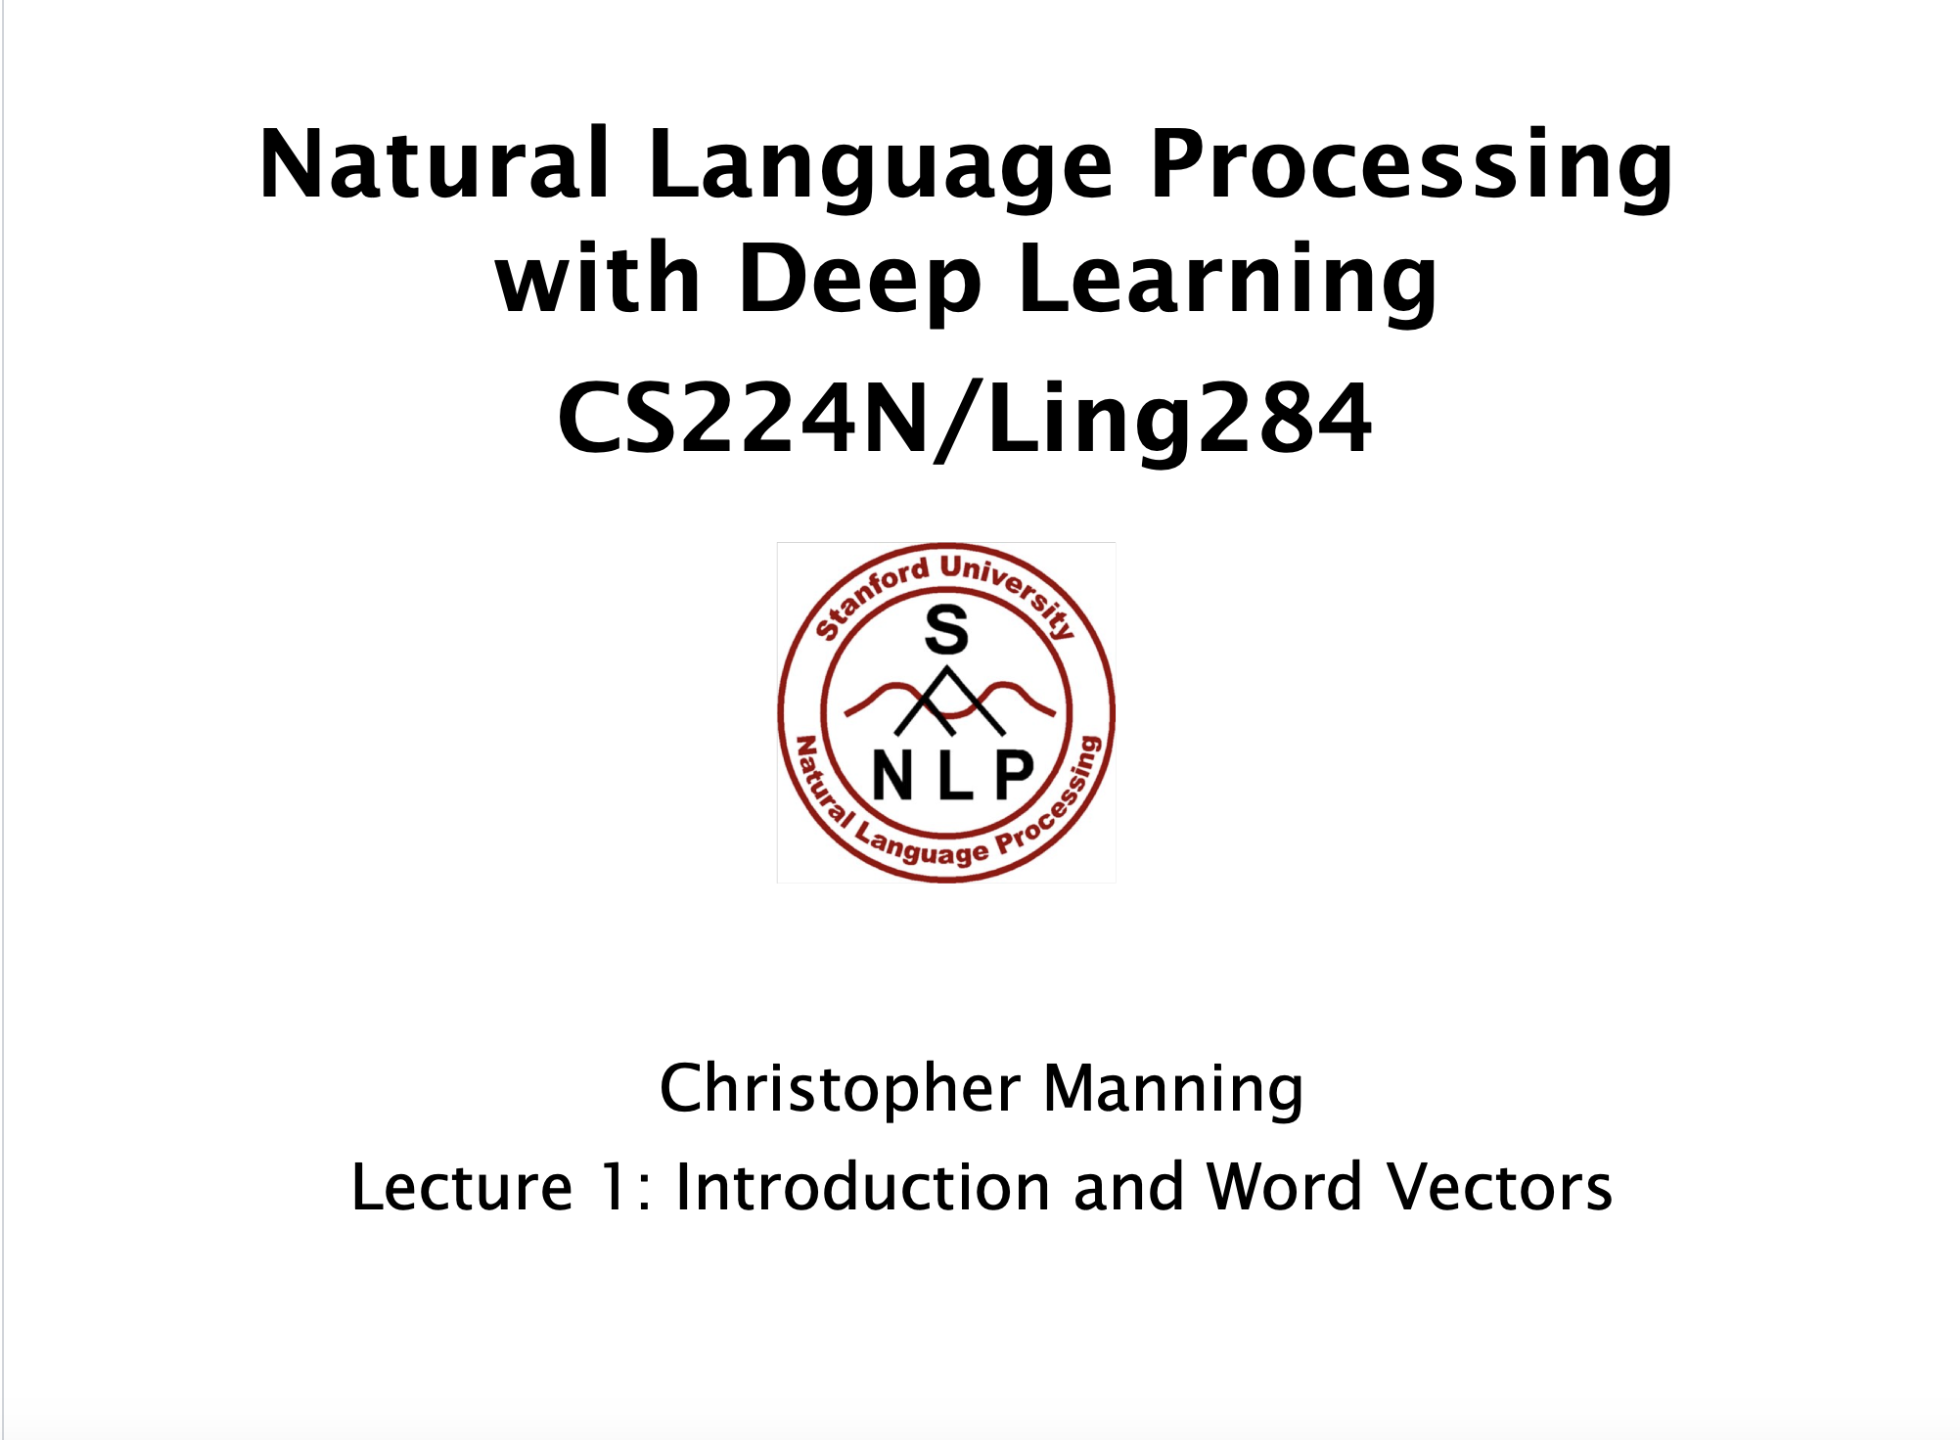 Natural Language Processing
with Deep Learning
CS224N/Ling284
Stanford University
S
N L P
Natural Language Processing
Christopher Manning
Lecture 1: Introduction and Word Vectors